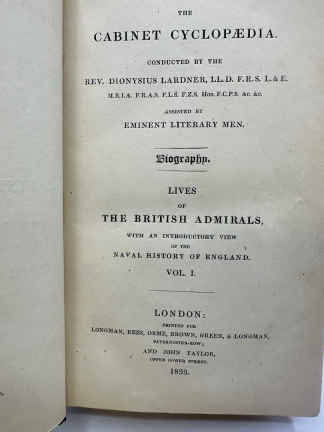 THE
CABINET CYCLOPÆDIA.
CONDUCTED BY THE
REV. DIONYSIUS LARDNER, LL.D. F.R.S. L. & E.
M.R.I.A. F.R.A.S. F.L.S. F.Z.S. Hon. F.C.P.S. &c. &c.
ASSISTED BY
EMINENT LITERARY MEN.
Biography.
LIVES
OF
THE BRITISH ADMIRALS,
WITH AN INTRODUCTORY VIEW
OF THE
NAVAL HISTORY OF ENGLAND.
VOL. I.
LONDON:
PRINTED FOR
LONGMAN, REES, ORME, BROWN, GREEN, & LONGMAN,
PATERNOSTER-ROW;
AND JOHN TAYLOR,
UPPER GOWER STREET.
1833.